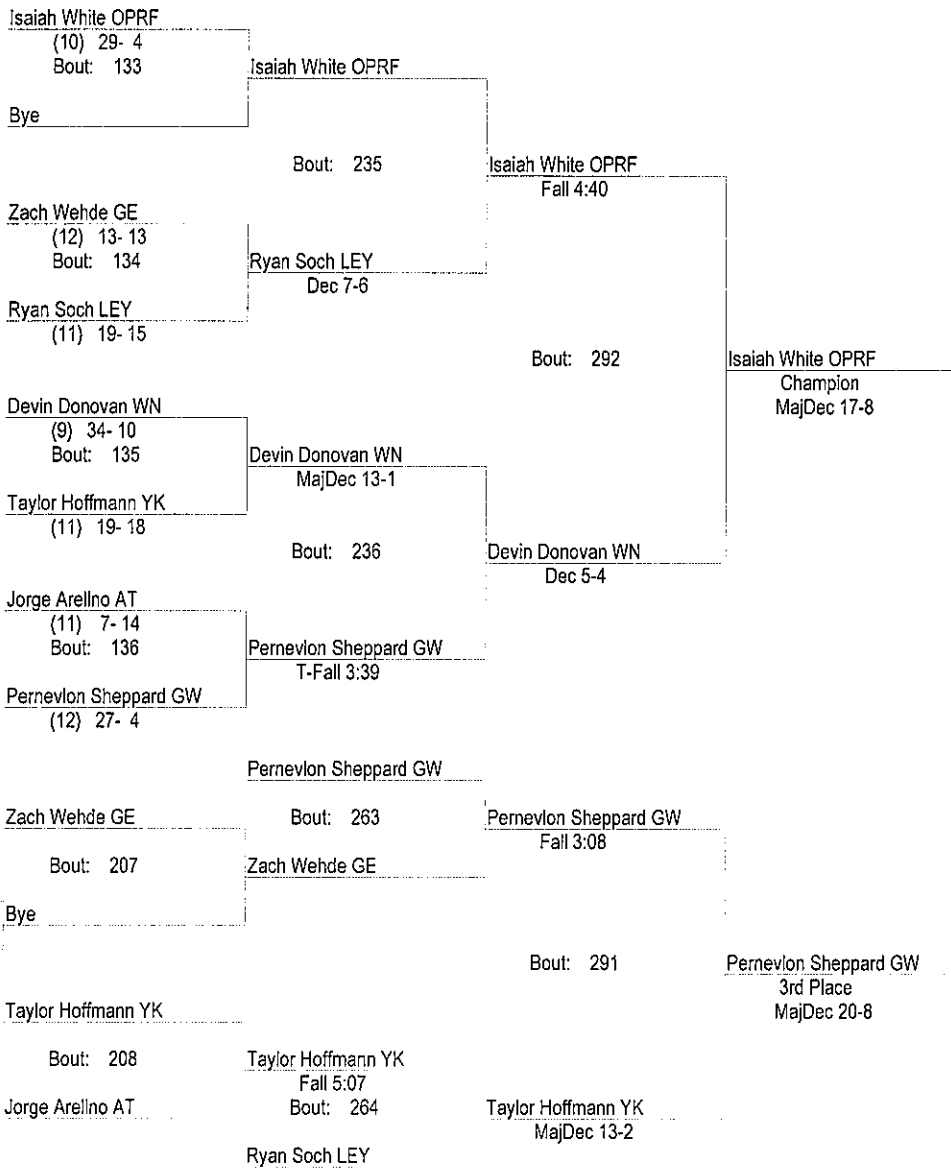 Isaiah White OPRF
(10) 29- 4
Bout: 133
Isaiah White OPRF
Bye
Bout: 235
Isaiah White OPRF
Fall 4:40
Zach Wehde GE
(12) 13- 13
Bout: 134
Ryan Soch LEY
Dec 7-6
Ryan Soch LEY
(11) 19- 15
Bout: 292
Isaiah White OPRF
Champion
MajDec 17-8
Devin Donovan WN
(9) 34- 10
Bout: 135
Devin Donovan WN
MajDec 13-1
Taylor Hoffmann YK
(11) 19- 18
Bout: 236
Devin Donovan WN
Dec 5-4
Jorge Arellno AT
(11) 7- 14
Bout: 136
Pernevlon Sheppard GW
T-Fall 3:39
Pernevlon Sheppard GW
(12) 27- 4
Pernevlon Sheppard GW
Zach Wehde GE
Bout: 263
Pernevlon Sheppard GW
Fall 3:08
Bout: 207
Zach Wehde GE
Bye
Bout: 291
Pernevlon Sheppard GW
3rd Place
MajDec 20-8
Taylor Hoffmann YK
Bout: 208
Taylor Hoffmann YK
Fall 5:07
Jorge Arellno AT
Bout: 264
Taylor Hoffmann YK
MajDec 13-2
Ryan Soch LEY